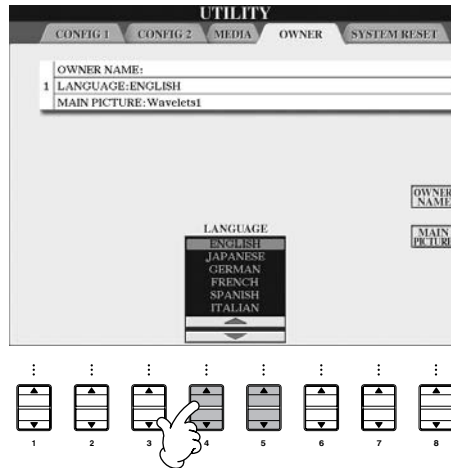 UTILITY
CONFIG 1 CONFIG 2 MEDIA OWNER SYSTEM RESET
OWNER NAME:
1 LANGUAGE:ENGLISH
MAIN PICTURE:Wavelets1
OWNER
NAME
MAIN
PICTURE
LANGUAGE
ENGLISH
JAPANESE
GERMAN
FRENCH
SPANISH
ITALIAN
1 2 3 4 5 6 7 8